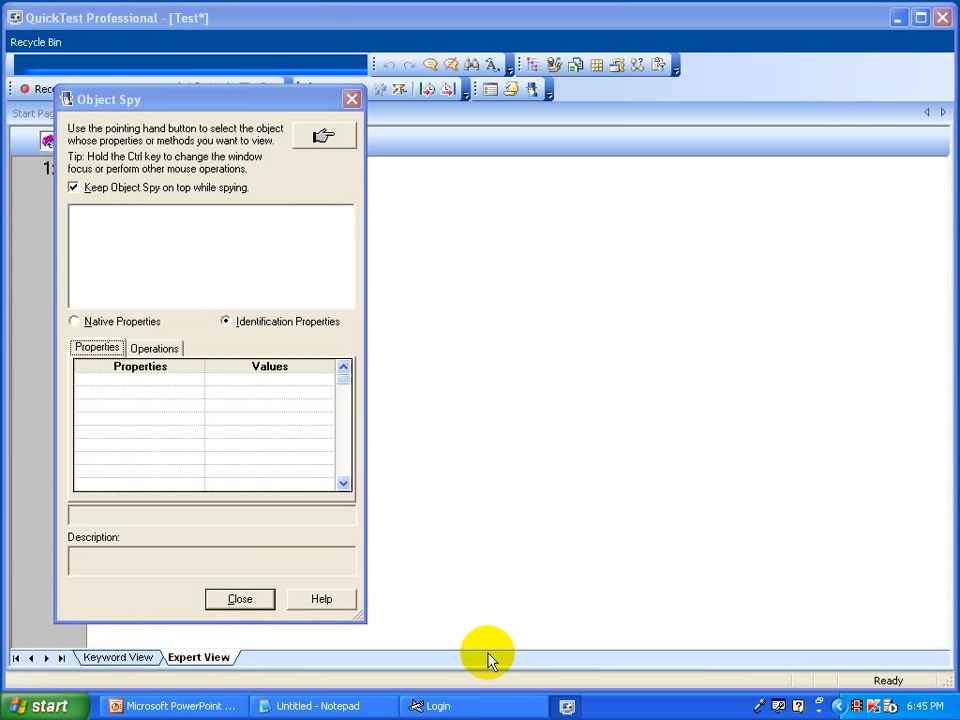 QuickTest Professional - [Test*]
Recycle Bin
Object Spy
Use the pointing hand button to select the object
whose properties or methods you want to view.
Tip: Hold the Ctrl key to change the window
focus or perform other mouse operations.
Keep Object Spy on top while spying.
1:
Native Properties
Identification Properties
Properties
Operations
Properties
Values
Description:
Close
Help
Keyword View
Expert View
Ready
start
Microsoft PowerPoint ...
Untitled - Notepad
Login
6:45 PM